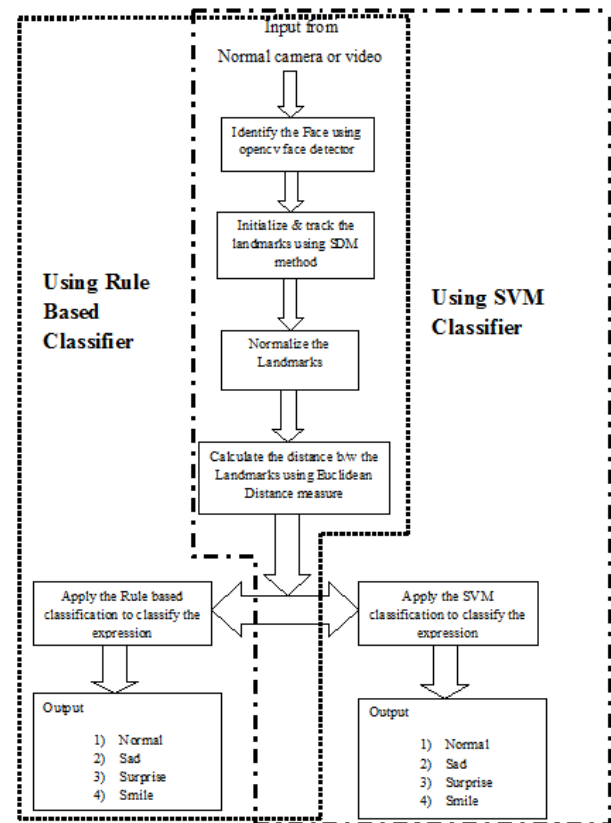 Input from
Normal camera or video
Identify the Face using
opencv face detector
Initialize & track the
landmarks using SDM
method
Using Rule
Based
Classifier
Using SVM
Classifier
Normalize the
Landmarks
Calculate the distance b/w the
Landmarks using Euclidean
Distance measure
Apply the Rule based
classification to classify the
expression
Apply the SVM
classification to classify the
expression
Output
1) Normal
2) Sad
3) Surprise
4) Smile
Output
1) Normal
2) Sad
3) Surprise
4) Smile